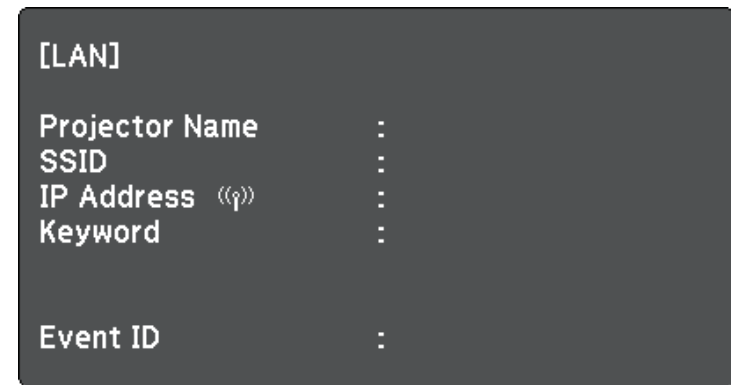 [LAN]
Projector Name :
SSID :
IP Address :
Keyword :
Event ID :